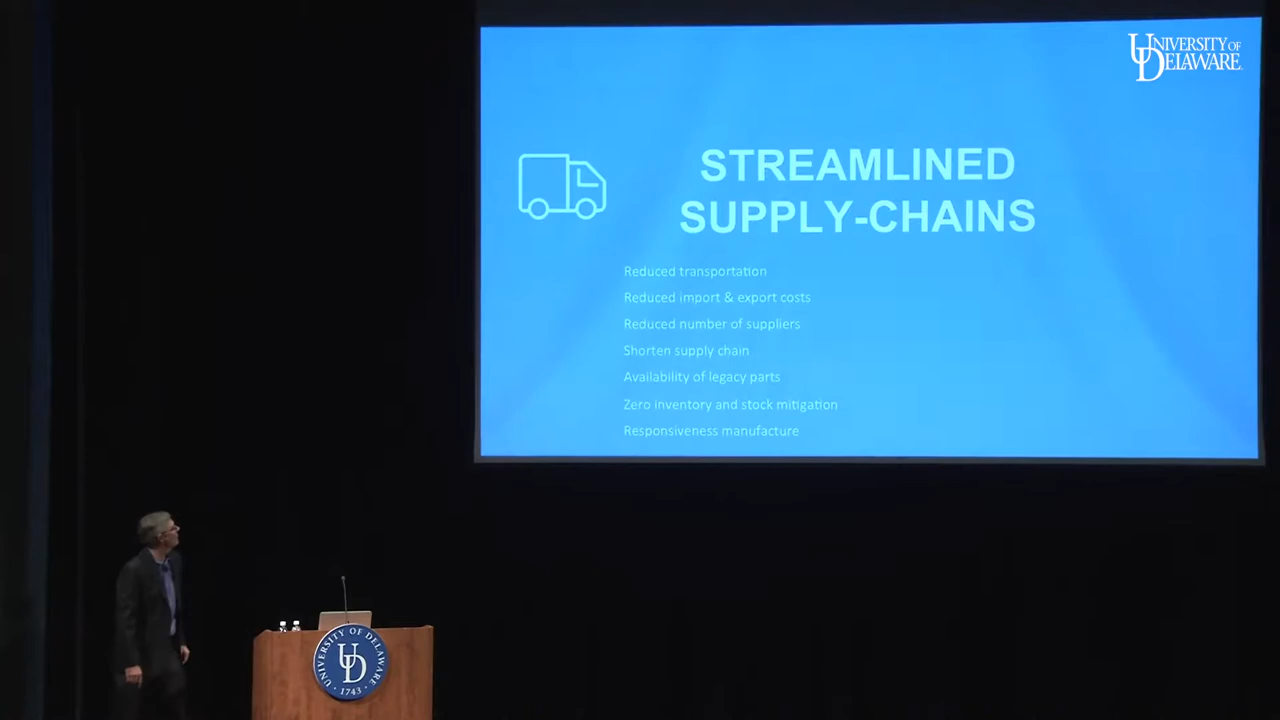 UNIVERSITY OF
DELAWARE
STREAMLINED
SUPPLY-CHAINS
Reduced transportation
Reduced import & export costs
Reduced number of suppliers
Shorten supply chain
Availability of legacy parts
Zero inventory and stock mitigation
Responsiveness manufacture
UNIVERSITY OF DELAWARE
UD
1743